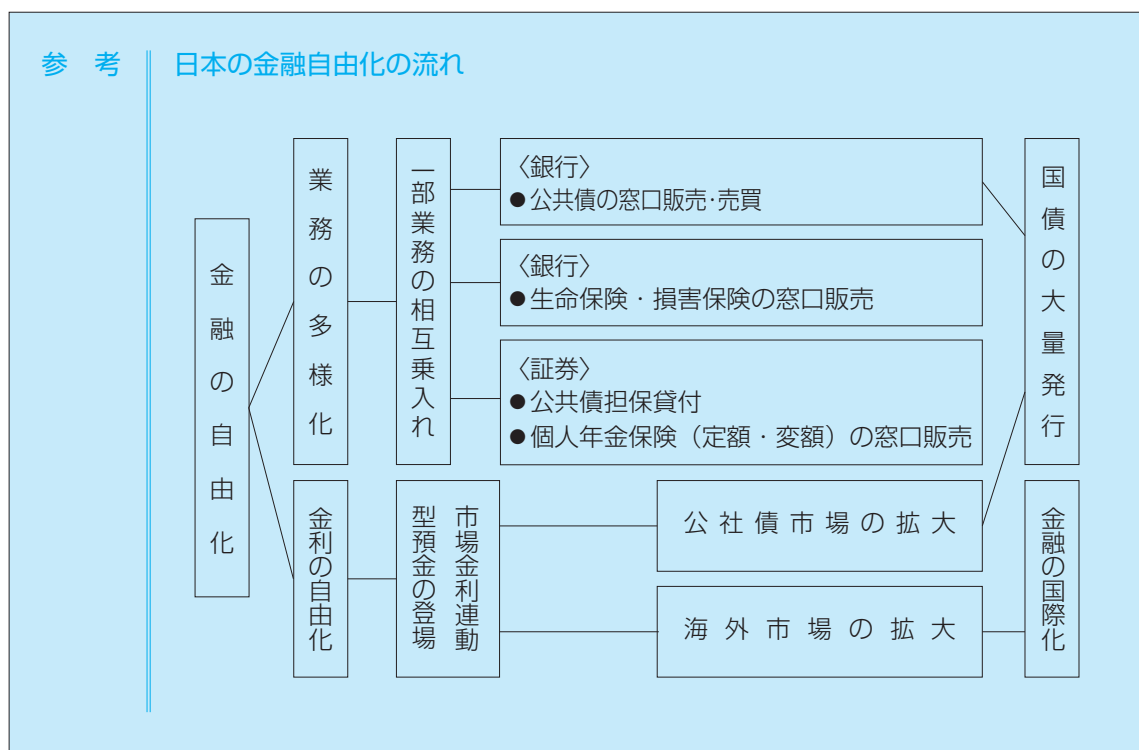 参考
日本の金融自由化の流れ
金融の自由化
業務の多様化
一部業務の相互乗入れ
〈銀行〉
●公共債の窓口販売・売買
〈銀行〉
●生命保険・損害保険の窓口販売
〈証券〉
●公共債担保貸付
●個人年金保険（定額・変額）の窓口販売
国債の大量発行
金利の自由化
市場金利連動
型預金の登場
公社債市場の拡大
海外市場の拡大
金融の国際化